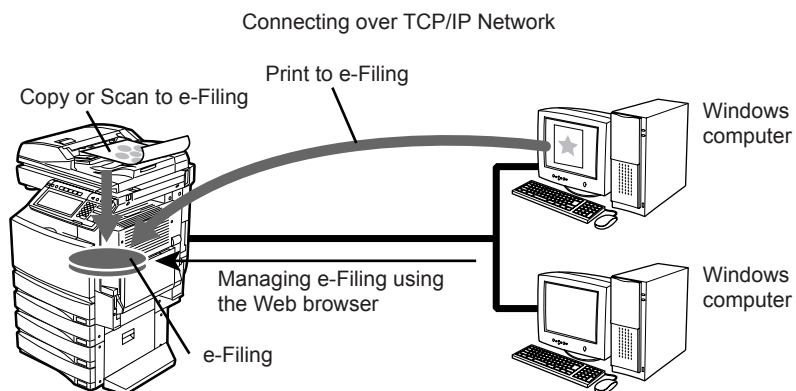 Connecting over TCP/IP Network
Print to e-Filing
Copy or Scan to e-Filing
Windows
computer
Managing e-Filing using
the Web browser
Windows
computer
e-Filing